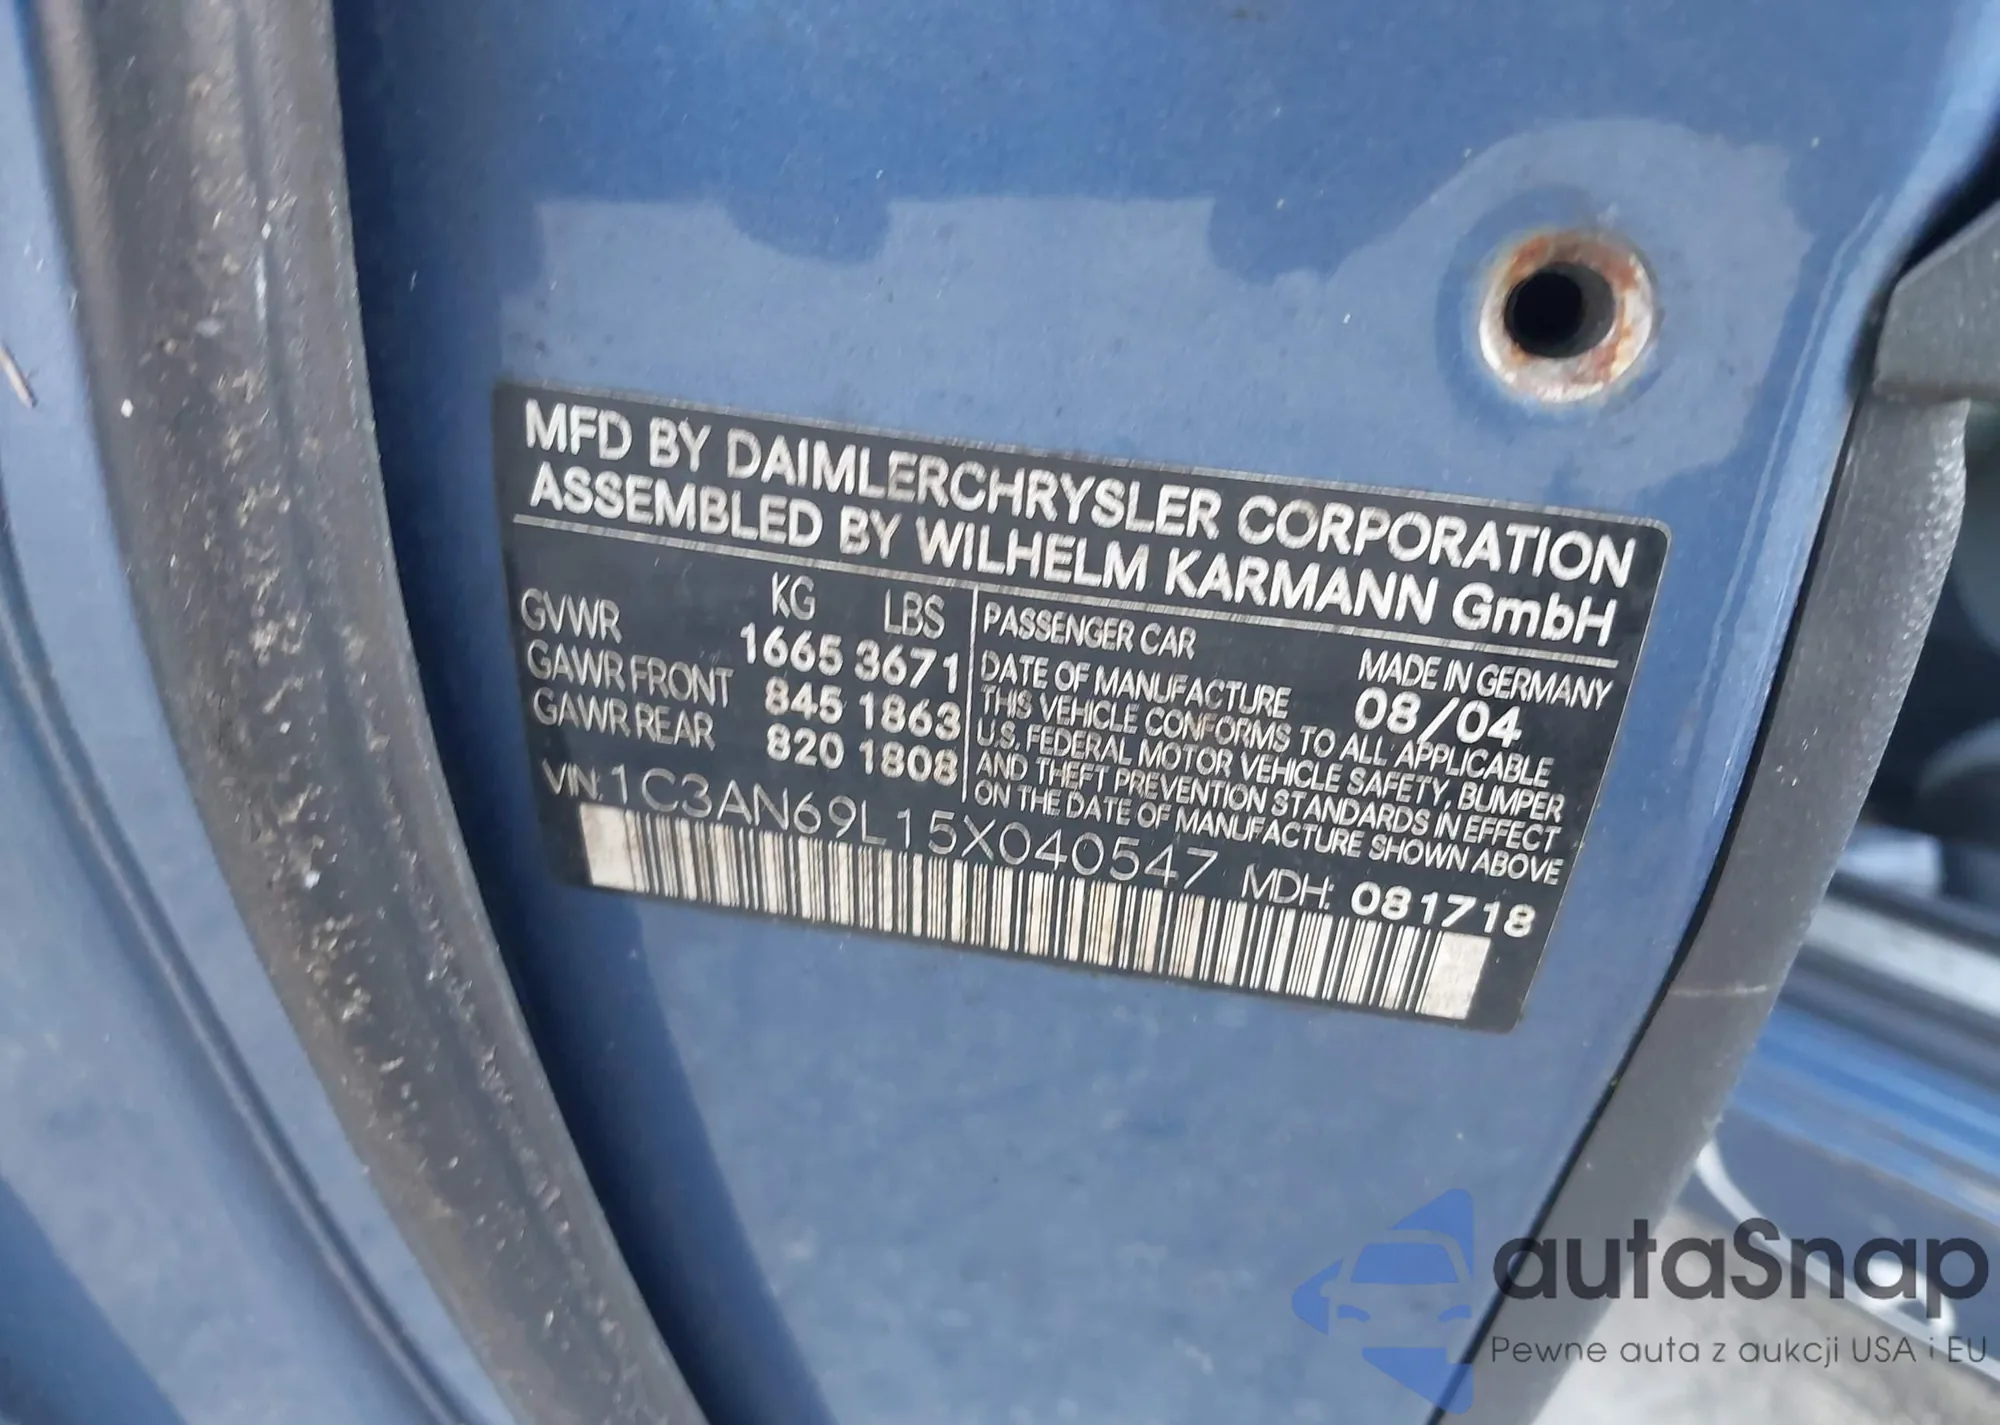 MFD BY DAIMLERCHRYSLER CORPORATION
ASSEMBLED BY WILHELM KARMANN GmbH
KG LBS
GVWR 1665 3671
GAWR FRONT 845 1863
GAWR REAR 820 1808
PASSENGER CAR
MADE IN GERMANY
DATE OF MANUFACTURE 08/04
THIS VEHICLE CONFORMS TO ALL APPLICABLE
U.S. FEDERAL MOTOR VEHICLE SAFETY, BUMPER
AND THEFT PREVENTION STANDARDS IN EFFECT
ON THE DATE OF MANUFACTURE SHOWN ABOVE
VIN: 1C3AN69L15X040547 MDH: 081718
autaSnap
Pewne auta z aukcji USA i EU